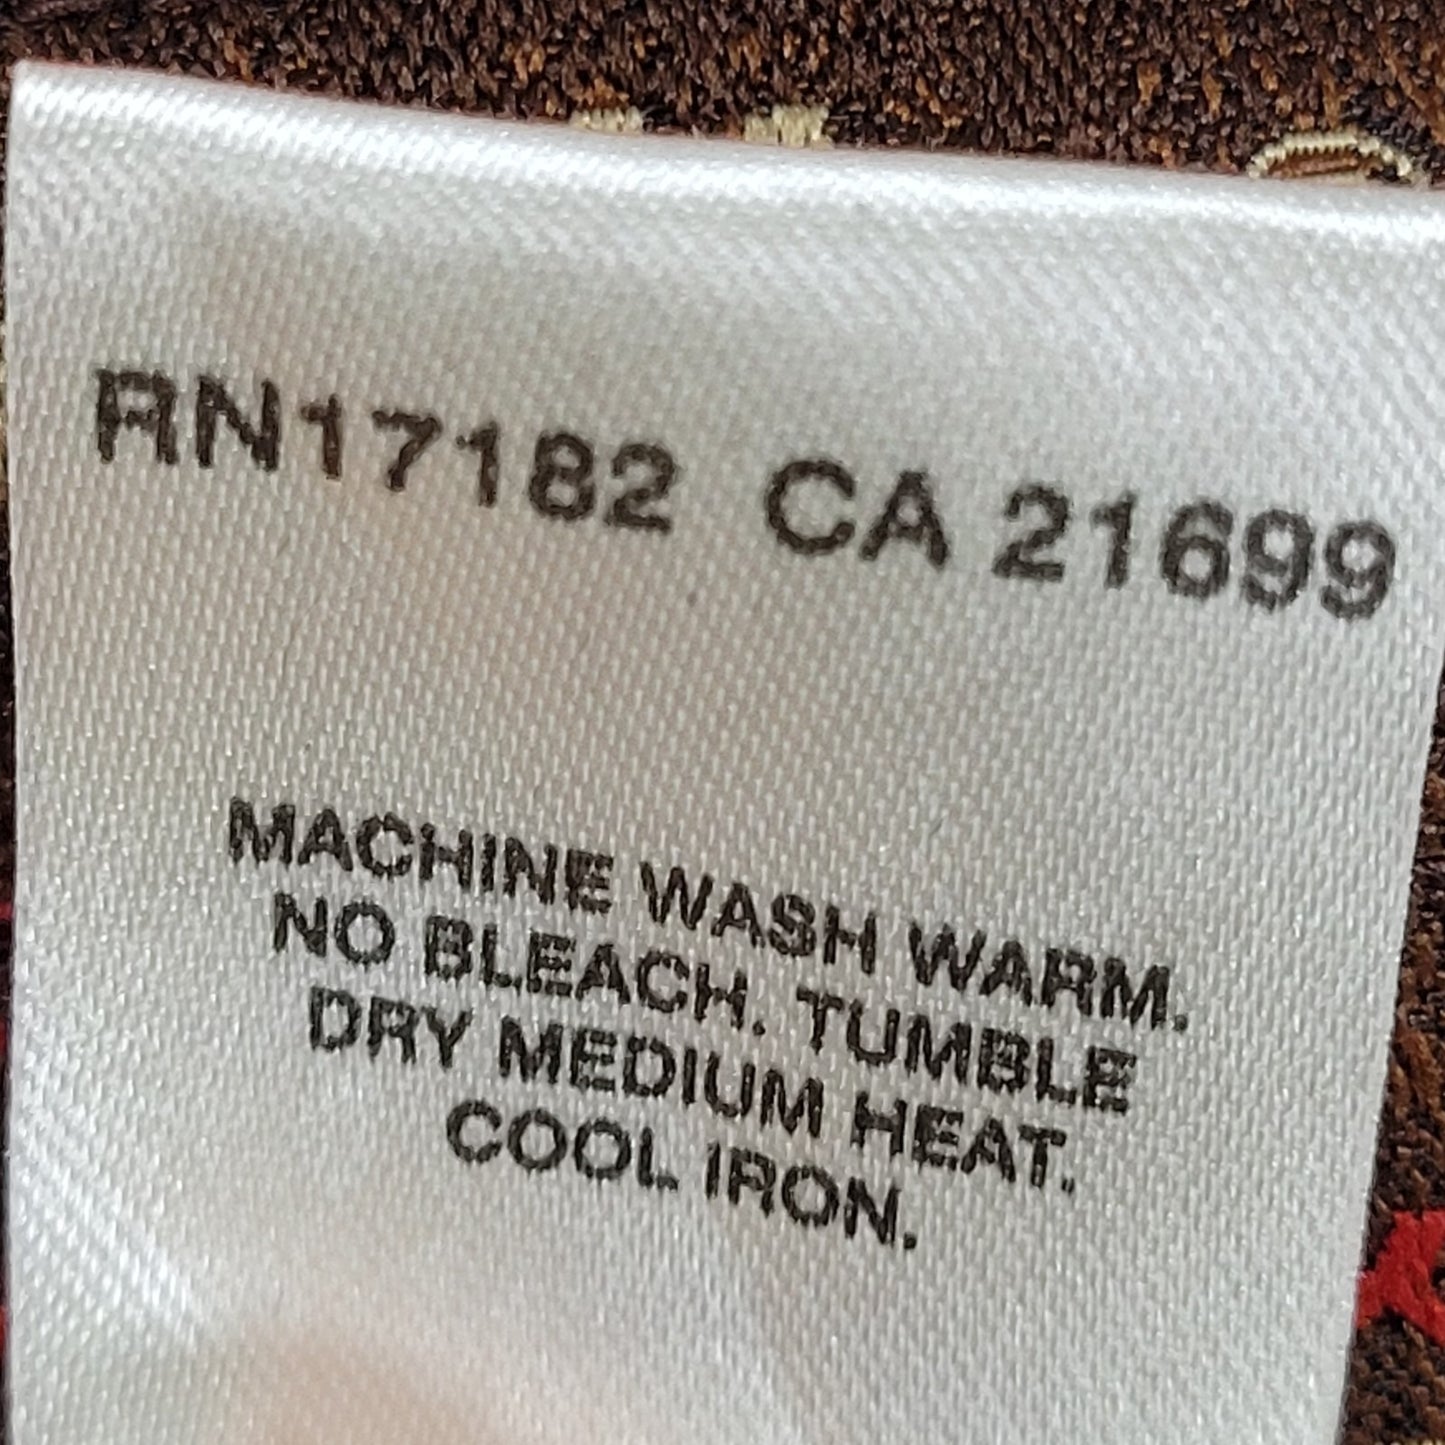 RN17182 CA 21699
MACHINE WASH WARM.
NO BLEACH. TUMBLE
DRY MEDIUM HEAT.
COOL IRON.